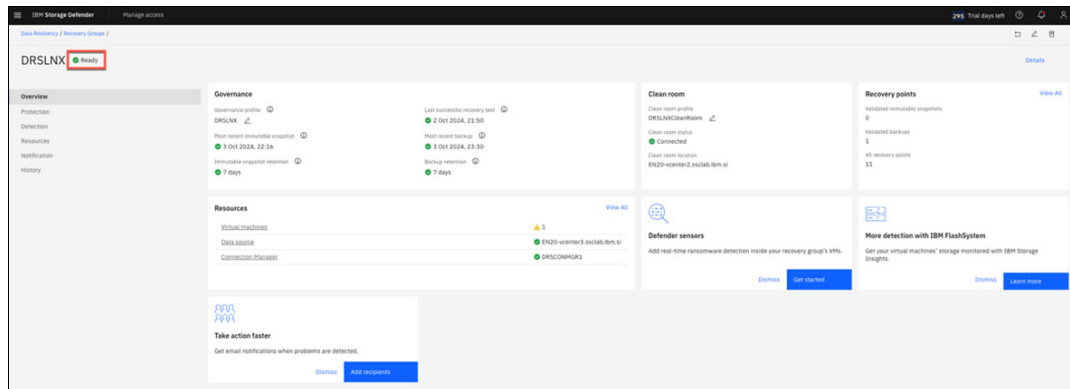 IBM Storage Defender
Manage access
295 Trial days left
Data Resiliency / Recovery Groups /
DRSLNX
Ready
Details
Overview
Protection
Detection
Resources
Notification
History
Governance
Governance profile
DRSLNX
Last successful recovery test
2 Oct 2024, 21:50
Most recent immutable snapshot
3 Oct 2024, 22:16
Most recent backup
3 Oct 2024, 23:30
Immutable snapshot retention
7 days
Backup retention
7 days
Clean room
Clean room profile
DRSLNXCleanRoom
Clean room status
Connected
Clean room location
EN20-vcenter2.ssclab.ibm.si
Recovery points
View All
Validated immutable snapshots
0
Validated backups
1
All recovery points
11
Resources
View All
Virtual machines
1
Data source
EN20-vcenter3.ssclab.ibm.si
Connection Manager
DRSCONMGR1
Defender sensors
Add real-time ransomware detection inside your recovery group's VMs.
Dismiss
Get started
More detection with IBM FlashSystem
Get your virtual machines' storage monitored with IBM Storage
Insights.
Dismiss
Learn more
Take action faster
Get email notifications when problems are detected.
Dismiss
Add recipients